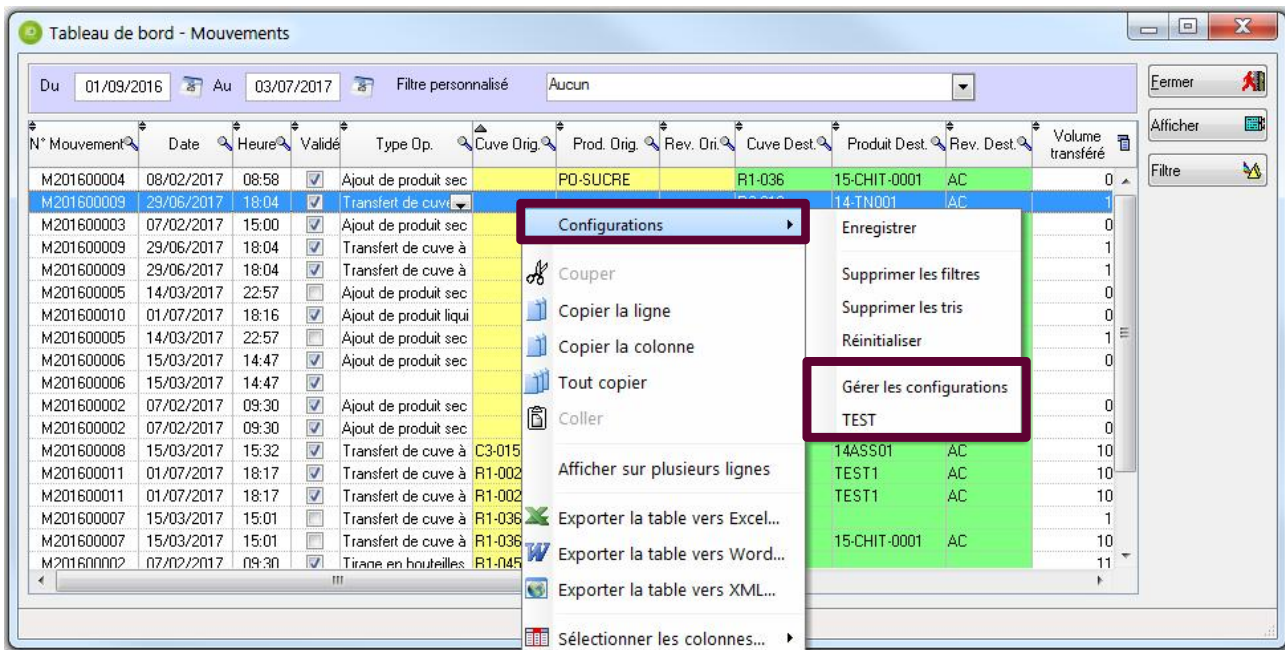 Tableau de bord - Mouvements
Du 01/09/2016 Au 03/07/2017 Filtre personnalisé Aucun
Fermer
Afficher
Filtre
N° Mouvement Date Heure Validé Type Op. Cuve Orig. Prod. Orig. Rev. Ori. Cuve Dest. Produit Dest. Rev. Dest. Volume transféré
M201600004 08/02/2017 08:58 Ajout de produit sec PO-SUCRE R1-036 15-CHIT-0001 AC 0
M201600009 29/06/2017 18:04 Transfert de cuve 14-TN001 AC 1
M201600003 07/02/2017 15:00 Ajout de produit sec 0
M201600009 29/06/2017 18:04 Transfert de cuve à 1
M201600009 29/06/2017 18:04 Transfert de cuve à 1
M201600005 14/03/2017 22:57 Ajout de produit sec 0
M201600010 01/07/2017 18:16 Ajout de produit liqui 0
M201600005 14/03/2017 22:57 Ajout de produit sec 1
M201600006 15/03/2017 14:47 Ajout de produit sec 0
M201600006 15/03/2017 14:47
M201600002 07/02/2017 09:30 Ajout de produit sec 0
M201600002 07/02/2017 09:30 Ajout de produit sec 0
M201600008 15/03/2017 15:32 Transfert de cuve à C3-015 14ASS01 AC 10
M201600011 01/07/2017 18:17 Transfert de cuve à R1-002 TEST1 AC 10
M201600011 01/07/2017 18:17 Transfert de cuve à R1-002 TEST1 AC 10
M201600007 15/03/2017 15:01 Transfert de cuve à R1-036 1
M201600007 15/03/2017 15:01 Transfert de cuve à R1-036 15-CHIT-0001 AC 10
M201600002 07/02/2017 09:30 Tirage en bouteilles R1-045 11
Configurations
Couper
Copier la ligne
Copier la colonne
Tout copier
Coller
Afficher sur plusieurs lignes
Exporter la table vers Excel...
Exporter la table vers Word...
Exporter la table vers XML...
Sélectionner les colonnes...
Enregistrer
Supprimer les filtres
Supprimer les tris
Réinitialiser
Gérer les configurations
TEST